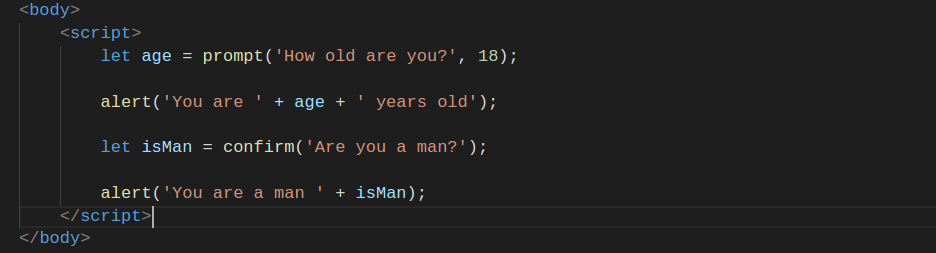 <body>
<script>
let age = prompt('How old are you?', 18);
alert('You are ' + age + ' years old');
let isMan = confirm('Are you a man?');
alert('You are a man ' + isMan);
</script>
</body>